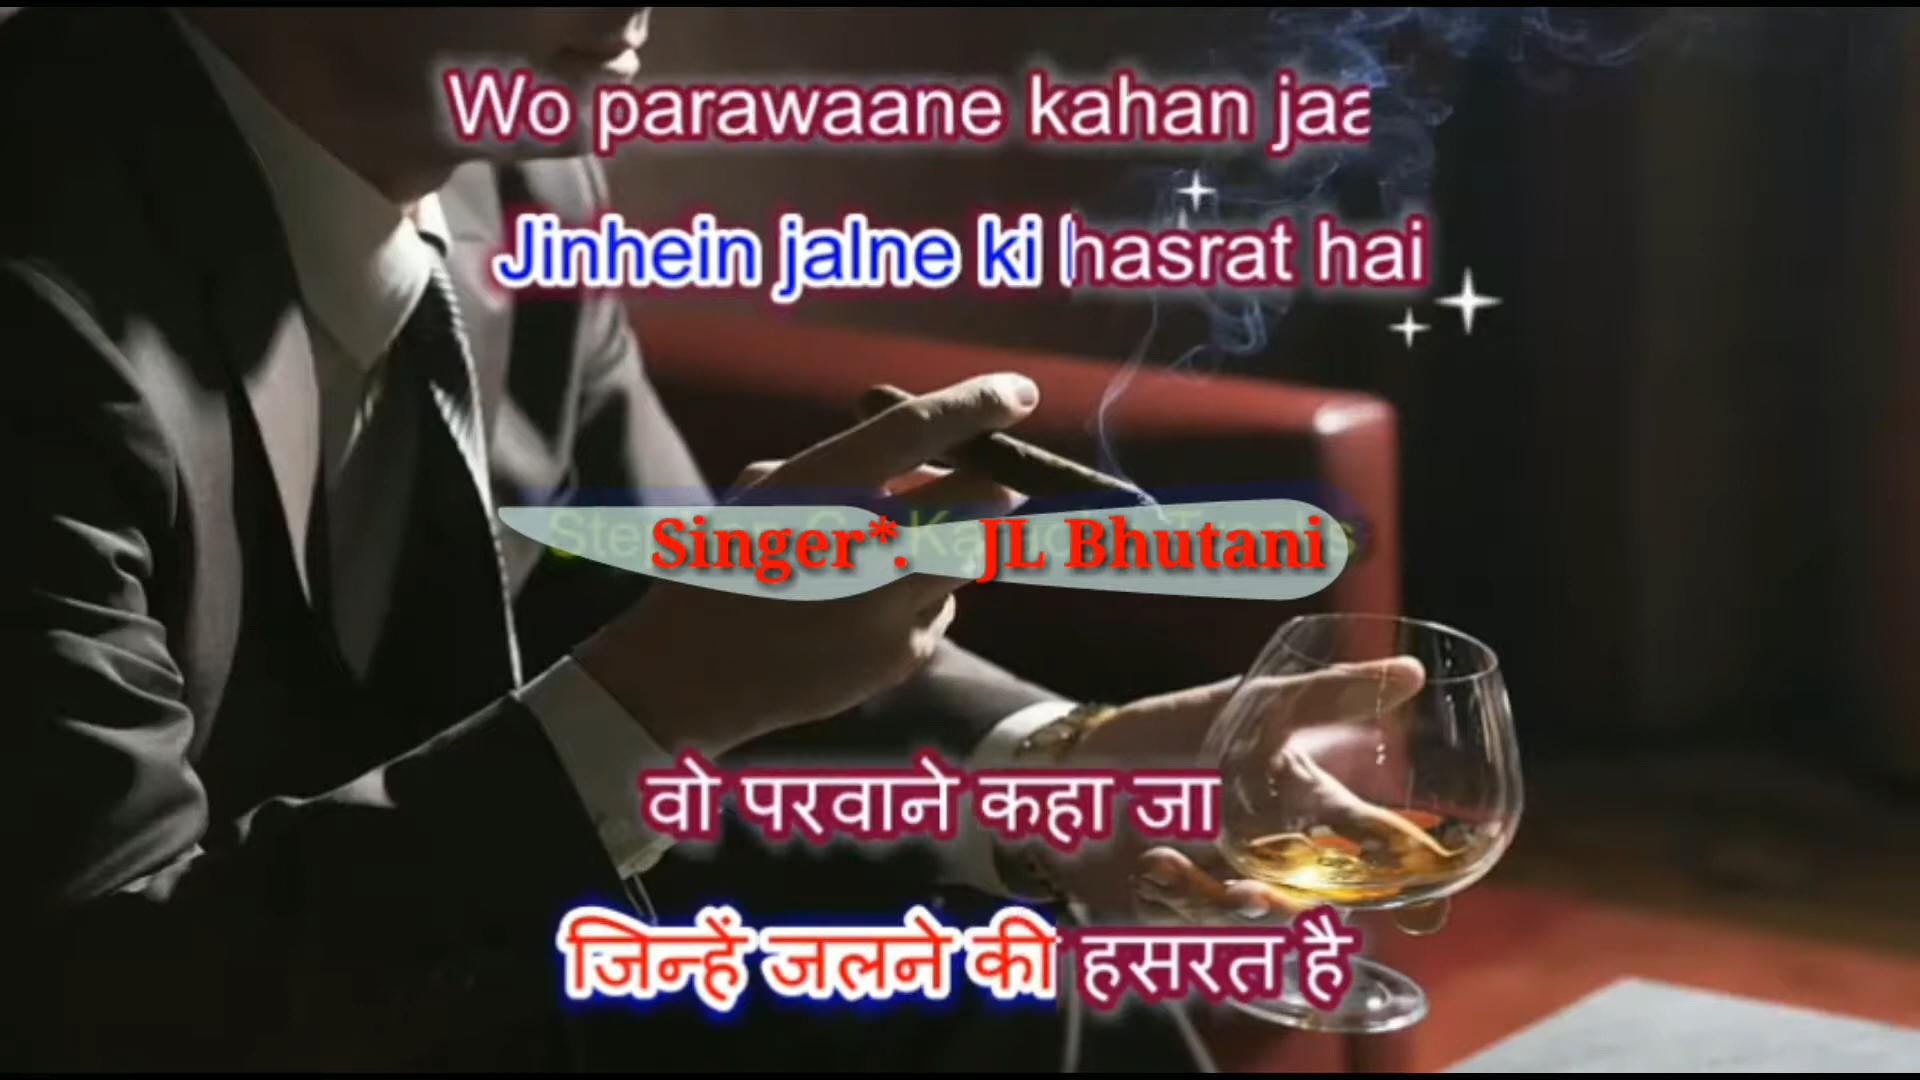 Wo parawaane kahan jaa
Jinhein jalne ki hasrat hai
Singer*. JL Bhutani
वो परवाने कहा जा
जिन्हें जलने की हसरत है